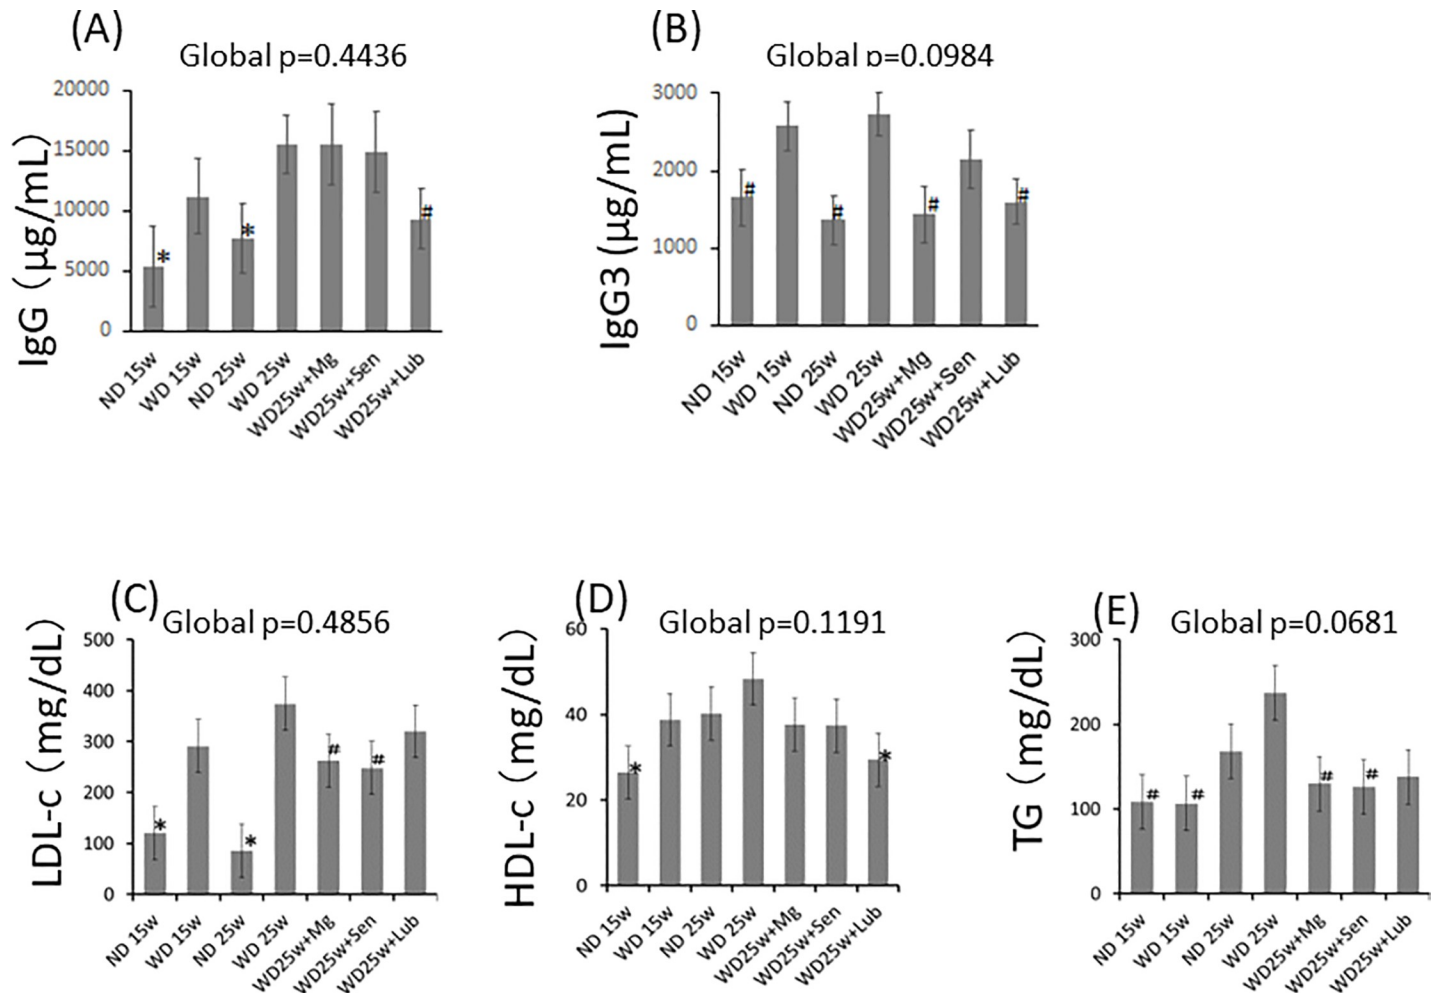 (A)
Global p=0.4436
IgG (μg/mL)
20000
15000
10000
5000
0
*
*
#
ND 15w
WD 15w
ND 25w
WD 25w
WD25w+Mg
WD25w+Sen
WD25w+Lub
(B)
Global p=0.0984
IgG3 (μg/mL)
3000
2000
1000
0
#
#
#
#
ND 15w
WD 15w
ND 25w
WD 25w
WD25w+Mg
WD25w+Sen
WD25w+Lub
(C)
Global p=0.4856
LDL-c (mg/dL)
500
400
300
200
100
0
*
*
#
#
ND 15w
WD 15w
ND 25w
WD 25w
WD25w+Mg
WD25w+Sen
WD25w+Lub
(D)
Global p=0.1191
HDL-c (mg/dL)
60
40
20
0
*
*
ND 15w
WD 15w
ND 25w
WD 25w
WD25w+Mg
WD25w+Sen
WD25w+Lub
(E)
Global p=0.0681
TG (mg/dL)
300
200
100
0
#
#
#
#
ND 15w
WD 15w
ND 25w
WD 25w
WD25w+Mg
WD25w+Sen
WD25w+Lub